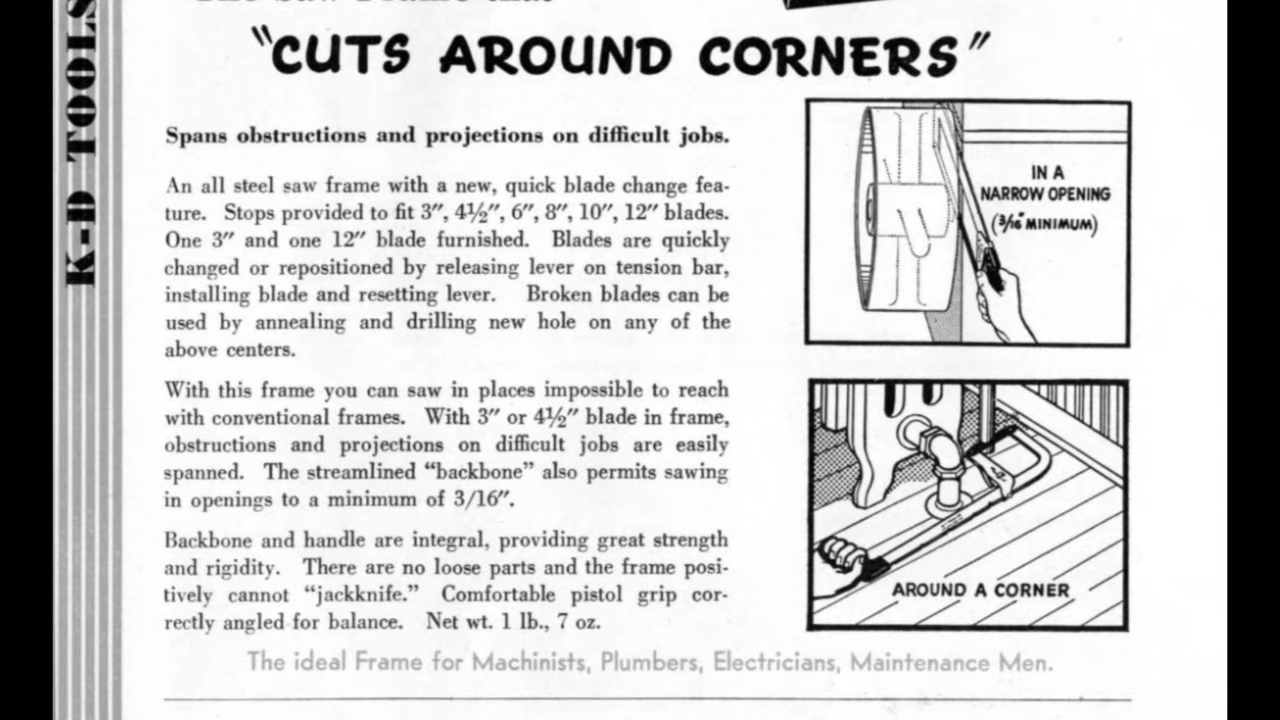 K-D TOOLS
The Saw Frame that
"CUTS AROUND CORNERS"
Spans obstructions and projections on difficult jobs.
An all steel saw frame with a new, quick blade change fea-
ture. Stops provided to fit 3″, 4½″, 6″, 8″, 10″, 12″ blades.
One 3″ and one 12″ blade furnished. Blades are quickly
changed or repositioned by releasing lever on tension bar,
installing blade and resetting lever. Broken blades can be
used by annealing and drilling new hole on any of the
above centers.
With this frame you can saw in places impossible to reach
with conventional frames. With 3″ or 4½″ blade in frame,
obstructions and projections on difficult jobs are easily
spanned. The streamlined “backbone” also permits sawing
in openings to a minimum of 3/16″.
Backbone and handle are integral, providing great strength
and rigidity. There are no loose parts and the frame posi-
tively cannot “jackknife.” Comfortable pistol grip cor-
rectly angled for balance. Net wt. 1 lb., 7 oz.
IN A
NARROW OPENING
(3/16" MINIMUM)
AROUND A CORNER
The ideal Frame for Machinists, Plumbers, Electricians, Maintenance Men.